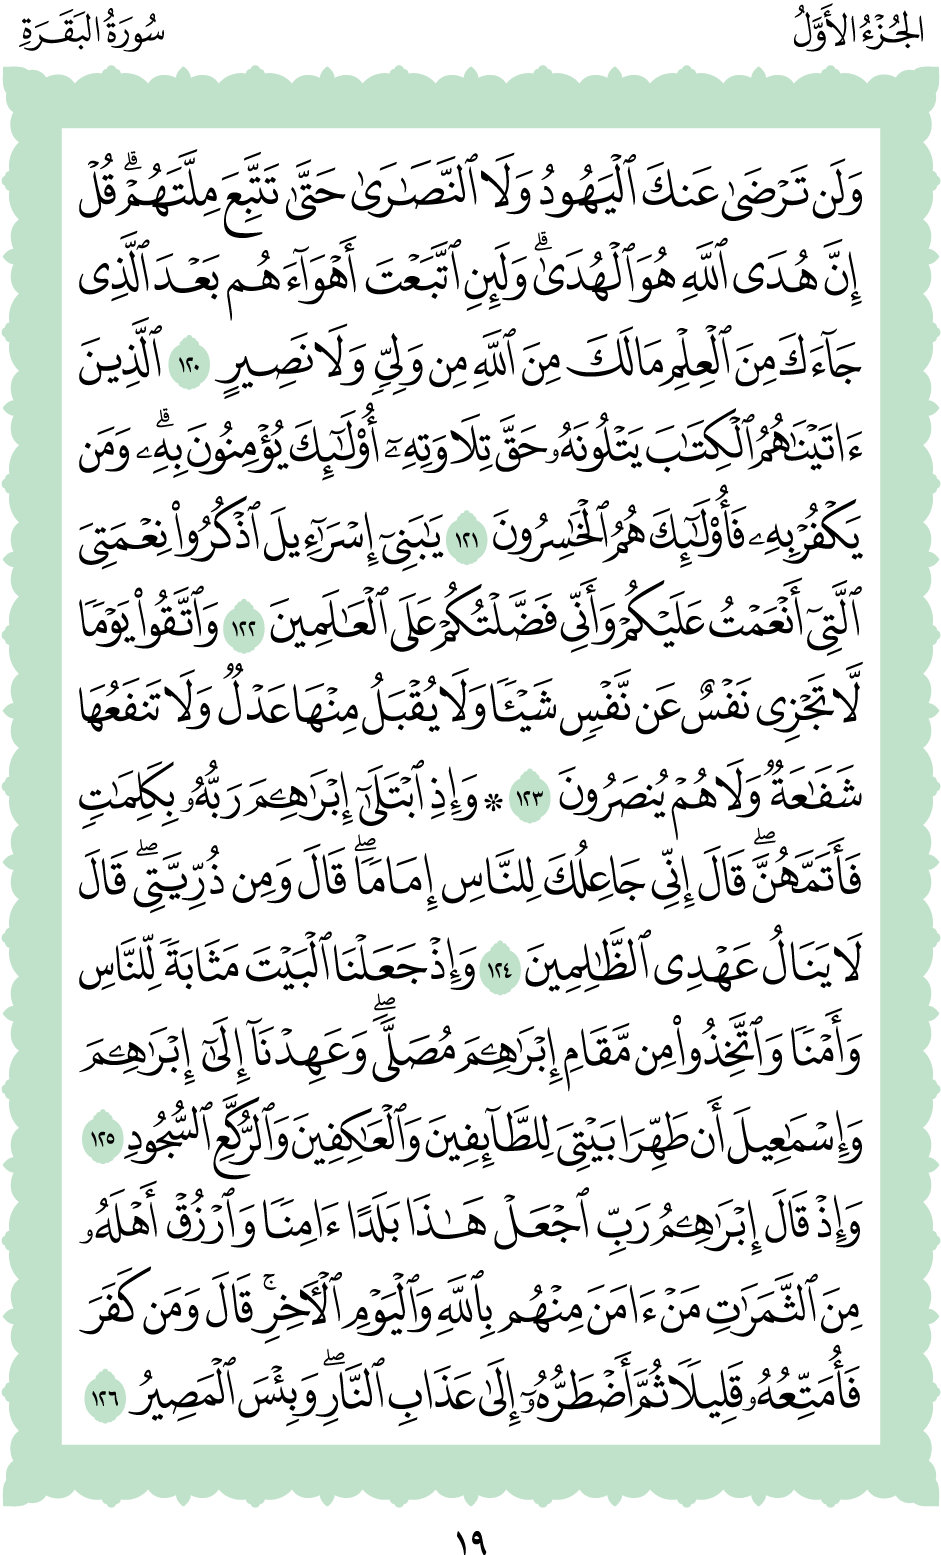 الجُزْءُ الأَوَّلُ
سُورَةُ البَقَرَةِ
وَلَن تَرْضَىٰ عَنكَ ٱلْيَهُودُ وَلَا ٱلنَّصَـٰرَىٰ حَتَّىٰ تَتَّبِعَ مِلَّتَهُمْ ۗ قُلْ
إِنَّ هُدَى ٱللَّهِ هُوَ ٱلْهُدَىٰ ۗ وَلَئِنِ ٱتَّبَعْتَ أَهْوَآءَهُم بَعْدَ ٱلَّذِى
جَآءَكَ مِنَ ٱلْعِلْمِ مَا لَكَ مِنَ ٱللَّهِ مِن وَلِىٍّ وَلَا نَصِيرٍ ١٢٠ ٱلَّذِينَ
ءَاتَيْنَـٰهُمُ ٱلْكِتَـٰبَ يَتْلُونَهُۥ حَقَّ تِلَاوَتِهِۦٓ أُو۟لَـٰٓئِكَ يُؤْمِنُونَ بِهِۦ ۗ وَمَن
يَكْفُرْ بِهِۦ فَأُو۟لَـٰٓئِكَ هُمُ ٱلْخَـٰسِرُونَ ١٢١ يَـٰبَنِىٓ إِسْرَٰٓءِيلَ ٱذْكُرُوا۟ نِعْمَتِىَ
ٱلَّتِىٓ أَنْعَمْتُ عَلَيْكُمْ وَأَنِّى فَضَّلْتُكُمْ عَلَى ٱلْعَـٰلَمِينَ ١٢٢ وَٱتَّقُوا۟ يَوْمًا
لَّا تَجْزِى نَفْسٌ عَن نَّفْسٍ شَيْـًٔا وَلَا يُقْبَلُ مِنْهَا عَدْلٌ وَلَا تَنفَعُهَا
شَفَـٰعَةٌ وَلَا هُمْ يُنصَرُونَ ١٢٣ ۞ وَإِذِ ٱبْتَلَىٰٓ إِبْرَٰهِـۧمَ رَبُّهُۥ بِكَلِمَـٰتٍ
فَأَتَمَّهُنَّ ۖ قَالَ إِنِّى جَاعِلُكَ لِلنَّاسِ إِمَامًا ۖ قَالَ وَمِن ذُرِّيَّتِى ۖ قَالَ
لَا يَنَالُ عَهْدِى ٱلظَّـٰلِمِينَ ١٢٤ وَإِذْ جَعَلْنَا ٱلْبَيْتَ مَثَابَةً لِّلنَّاسِ
وَأَمْنًا وَٱتَّخِذُوا۟ مِن مَّقَامِ إِبْرَٰهِـۧمَ مُصَلًّى ۖ وَعَهِدْنَآ إِلَىٰٓ إِبْرَٰهِـۧمَ
وَإِسْمَـٰعِيلَ أَن طَهِّرَا بَيْتِىَ لِلطَّآئِفِينَ وَٱلْعَـٰكِفِينَ وَٱلرُّكَّعِ ٱلسُّجُودِ ١٢٥
وَإِذْ قَالَ إِبْرَٰهِـۧمُ رَبِّ ٱجْعَلْ هَـٰذَا بَلَدًا ءَامِنًا وَٱرْزُقْ أَهْلَهُۥ
مِنَ ٱلثَّمَرَٰتِ مَنْ ءَامَنَ مِنْهُم بِٱللَّهِ وَٱلْيَوْمِ ٱلْـَٔاخِرِ ۚ قَالَ وَمَن كَفَرَ
فَأُمَتِّعُهُۥ قَلِيلًا ثُمَّ أَضْطَرُّهُۥٓ إِلَىٰ عَذَابِ ٱلنَّارِ ۖ وَبِئْسَ ٱلْمَصِيرُ ١٢٦
١٩